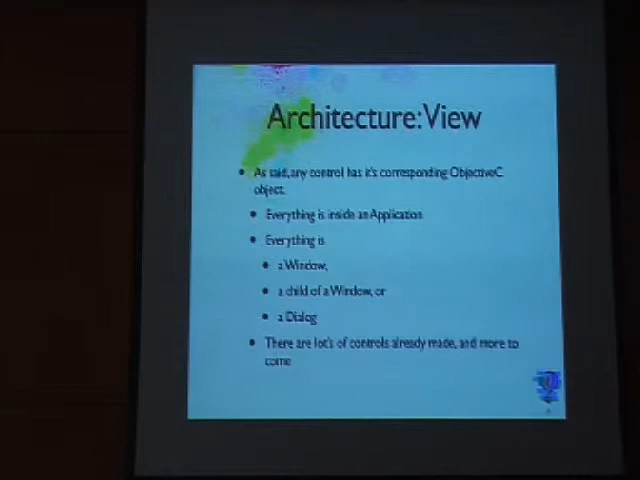 Architecture: View
• As said, any control has it's corresponding ObjectiveC
object.
• Everything is inside an Application
• Everything is
• a Window,
• a child of a Window, or
• a Dialog
• There are lot's of controls already made, and more to
come